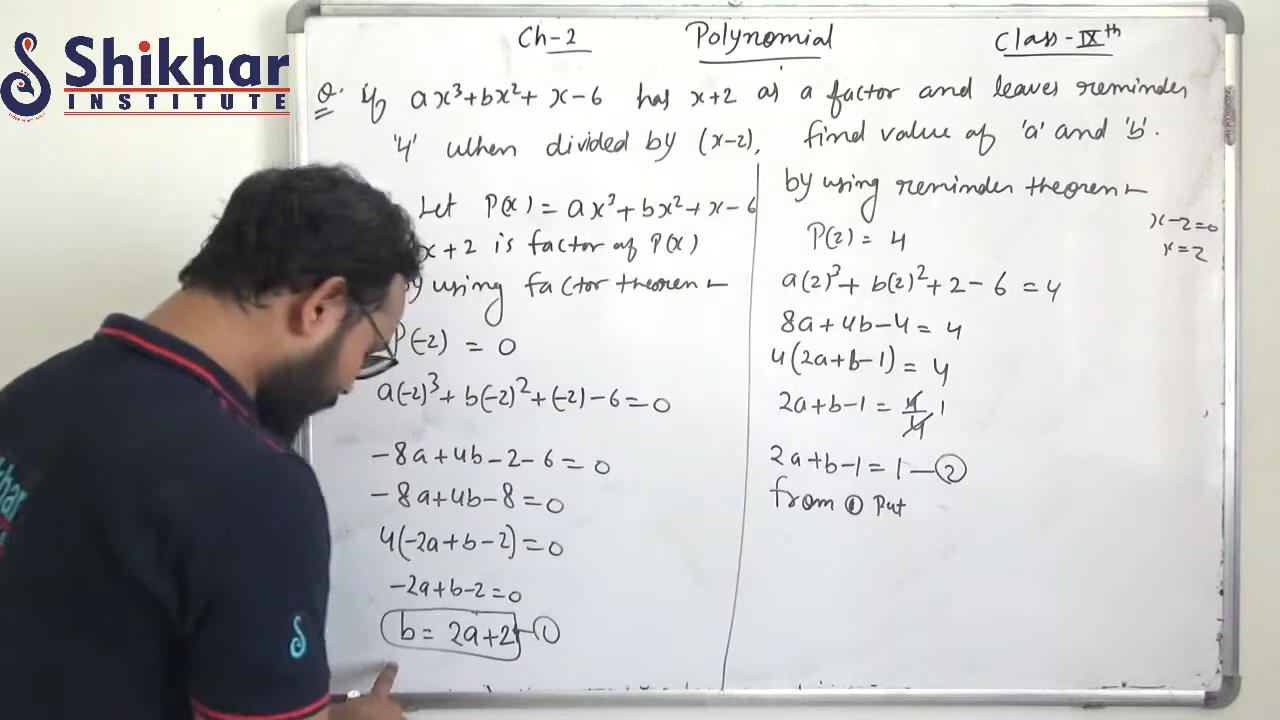 Shikhar
INSTITUTE
Ch-2 Polynomial Class-IXth
Q. if ax³+bx²+x-6 has x+2 as a factor and leaves reminder
'4' when divided by (x-2), find value of 'a' and 'b'.
Let P(x) = ax³+bx²+x-6
x+2 is factor of P(x)
by using factor theorem
P(-2) = 0
a(-2)³+b(-2)²+(-2)-6=0
-8a+4b-2-6=0
-8a+4b-8=0
4(-2a+b-2)=0
-2a+b-2=0
b=2a+2 -①
by using reminder theorem
x-2=0
x=2
P(2)=4
a(2)³+b(2)²+2-6=4
8a+4b-4=4
4(2a+b-1)=4
2a+b-1=4/4 1
2a+b-1=1 -②
from ① Put